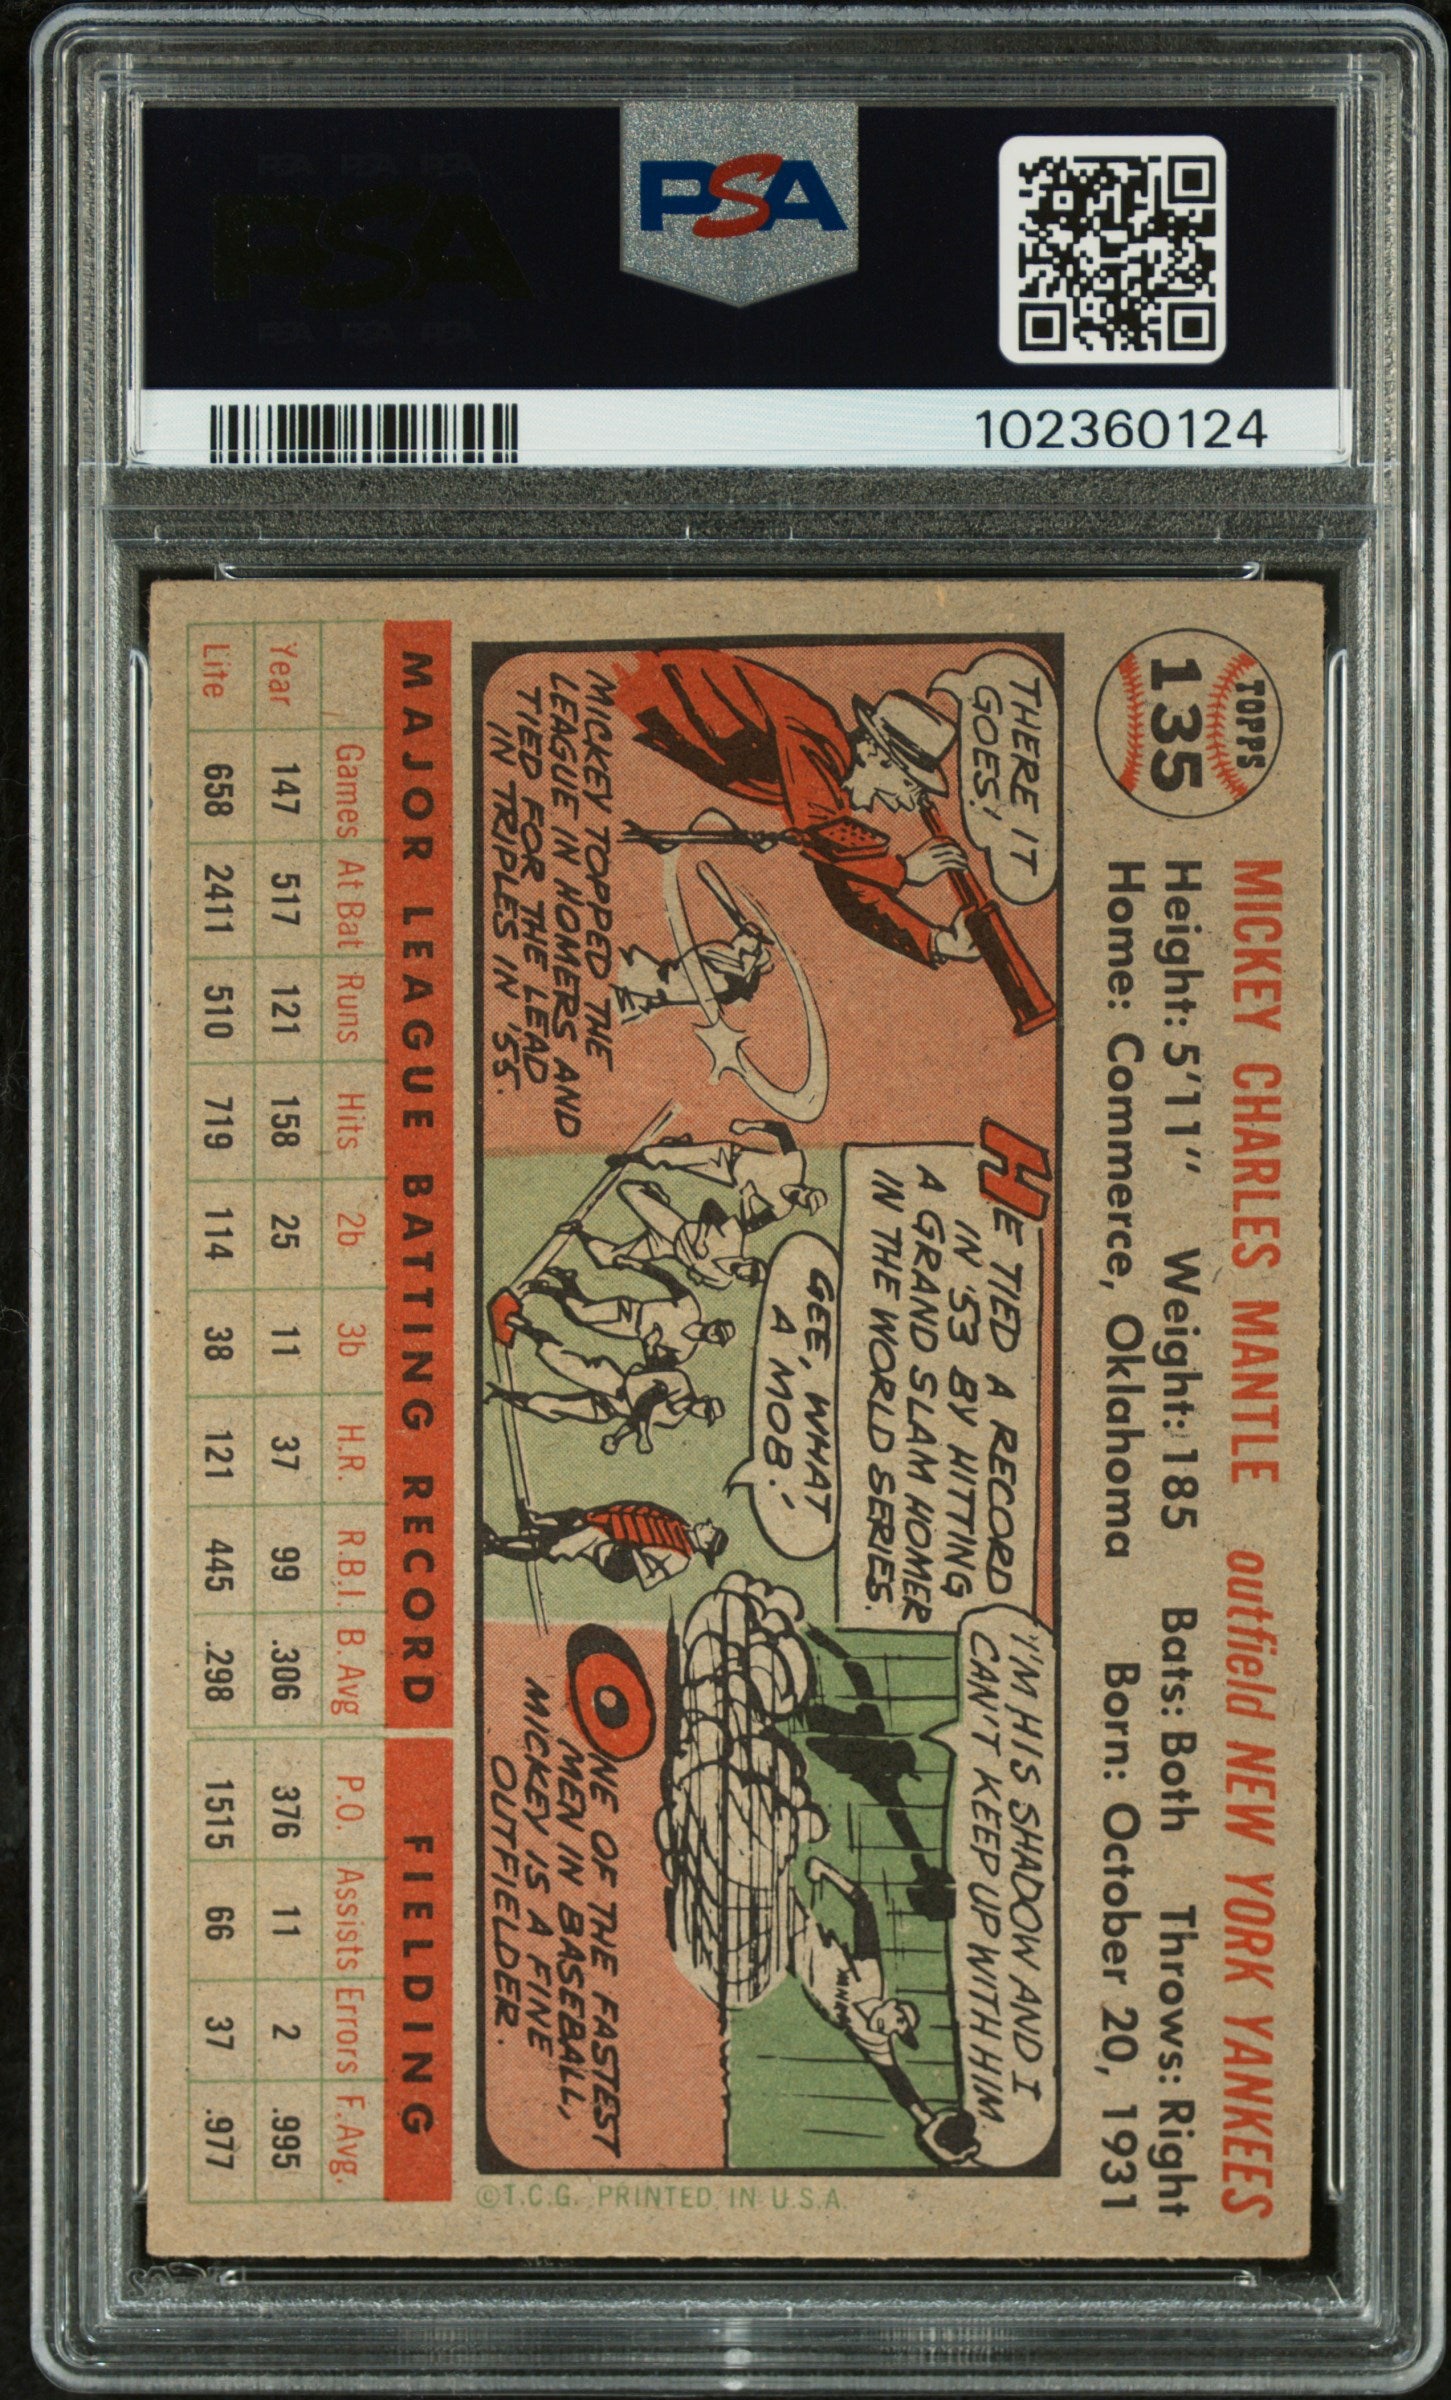 PSA
102360124
TOPPS
135
MICKEY CHARLES MANTLE outfield NEW YORK YANKEES
Height: 5'11" Weight: 185 Bats: Both Throws: Right
Home: Commerce, Oklahoma Born: October 20, 1931
THERE IT
GOES!
MICKEY TOPPED THE
LEAGUE IN HOMERS AND
TIED FOR THE LEAD
IN TRIPLES IN '55.
HE TIED A RECORD
IN '53 BY HITTING
A GRAND SLAM HOMER
IN THE WORLD SERIES.
GEE, WHAT
A MOB!
I'M HIS SHADOW AND I
CAN'T KEEP UP WITH HIM.
ONE OF THE FASTEST
MEN IN BASEBALL,
MICKEY IS A FINE
OUTFIELDER.
©T.C.G. PRINTED IN U.S.A.
MAJOR LEAGUE BATTING RECORD FIELDING
Games At Bat Runs Hits 2b 3b H.R. R.B.I. B. Avg P.O. Assists Errors F. Avg.
Year 147 517 121 158 25 11 37 99 .306 376 11 2 .995
Life 658 2411 510 719 114 38 121 445 .298 1515 66 37 .977